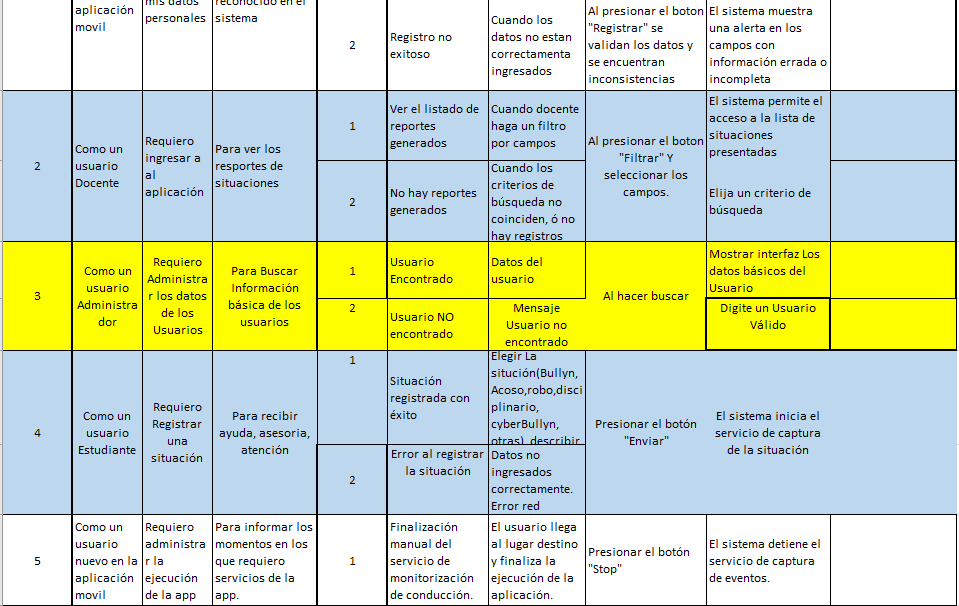 aplicación
movil
mis datos
personales
reconocido en el
sistema
2
Registro no
exitoso
Cuando los
datos no estan
correctamenta
ingresados
Al presionar el boton
"Registrar" se
validan los datos y
se encuentran
inconsistencias
El sistema muestra
una alerta en los
campos con
información errada o
incompleta
2
Como un
usuario
Docente
Requiero
ingresar a
al
aplicación
Para ver los
resportes de
situaciones
1
Ver el listado de
reportes
generados
Cuando docente
haga un filtro
por campos
Al presionar el boton
"Filtrar" Y
seleccionar los
campos.
El sistema permite el
acceso a la lista de
situaciones
presentadas
2
No hay reportes
generados
Cuando los
criterios de
búsqueda no
coinciden, ó no
hay registros
Elija un criterio de
búsqueda
3
Como un
usuario
Administra
dor
Requiero
Administra
r los datos
de los
Usuarios
Para Buscar
Información
básica de los
usuarios
1
Usuario
Encontrado
Datos del
usuario
Al hacer buscar
Mostrar interfaz Los
datos básicos del
Usuario
2
Usuario NO
encontrado
Mensaje
Usuario no
encontrado
Digite un Usuario
Válido
4
Como un
usuario
Estudiante
Requiero
Registrar
una
situación
Para recibir
ayuda, asesoria,
atención
1
Situación
registrada con
éxito
Elegir La
situción(Bullyn,
Acoso,robo,disci
plinario,
cyberBullyn,
otras), describir
Presionar el botón
"Enviar"
El sistema inicia el
servicio de captura
de la situación
2
Error al registrar
la situación
Datos no
ingresados
correctamente.
Error red
5
Como un
usuario
nuevo en la
aplicación
movil
Requiero
administra
r la
ejecución
de la app
Para informar los
momentos en los
que requiero
servicios de la
app.
1
Finalización
manual del
servicio de
monitorización
de conducción.
El usuario llega
al lugar destino
y finaliza la
ejecución de la
aplicación.
Presionar el botón
"Stop"
El sistema detiene el
servicio de captura
de eventos.